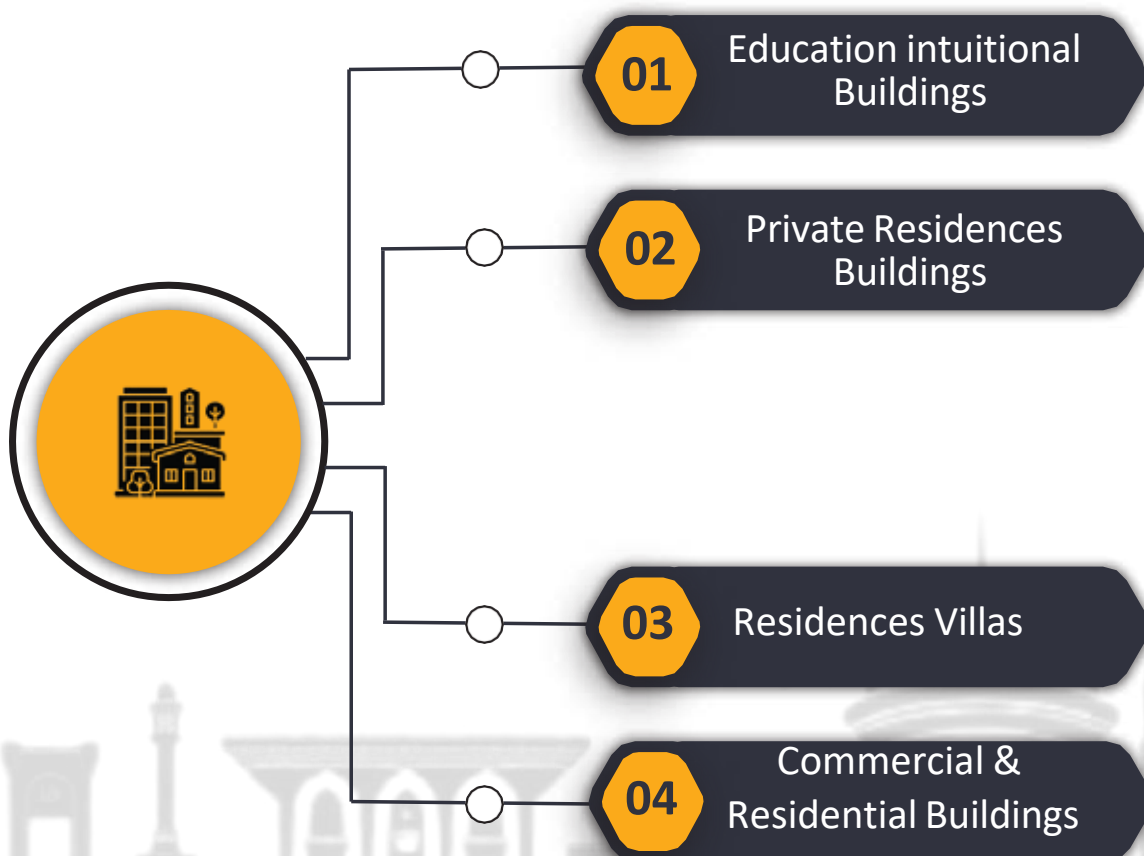 01
Education intuitional
Buildings
02
Private Residences
Buildings
03
Residences Villas
04
Commercial &
Residential Buildings